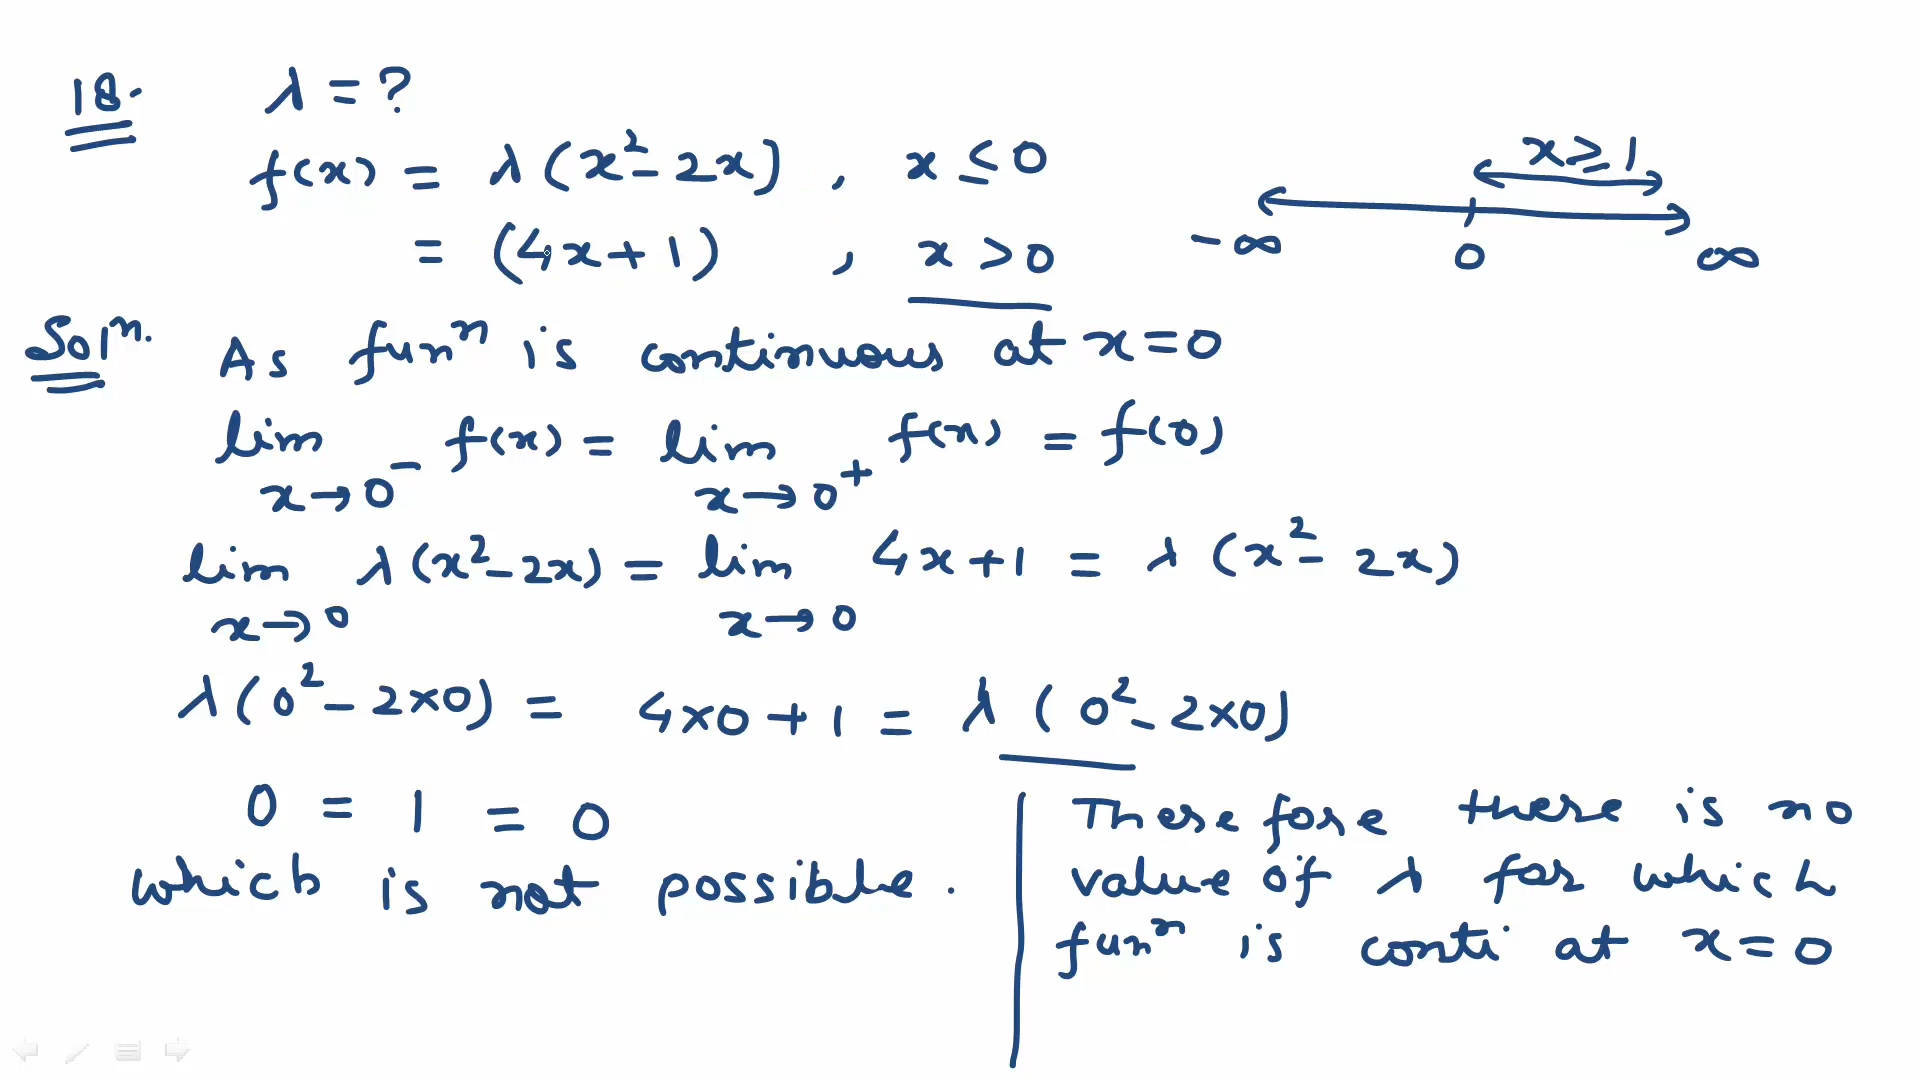 18. λ = ?
f(x) = λ(x² - 2x) , x ≤ 0
= (4x + 1) , x > 0
x ≥ 1
-∞ 0 ∞
Solⁿ. As funⁿ is continuous at x = 0
lim x→0⁻ f(x) = lim x→0⁺ f(x) = f(0)
lim x→0 λ(x² - 2x) = lim x→0 4x + 1 = λ(x² - 2x)
λ(0² - 2×0) = 4×0 + 1 = λ(0² - 2×0)
0 = 1 = 0
which is not possible.
Therefore there is no
value of λ for which
funⁿ is conti at x = 0